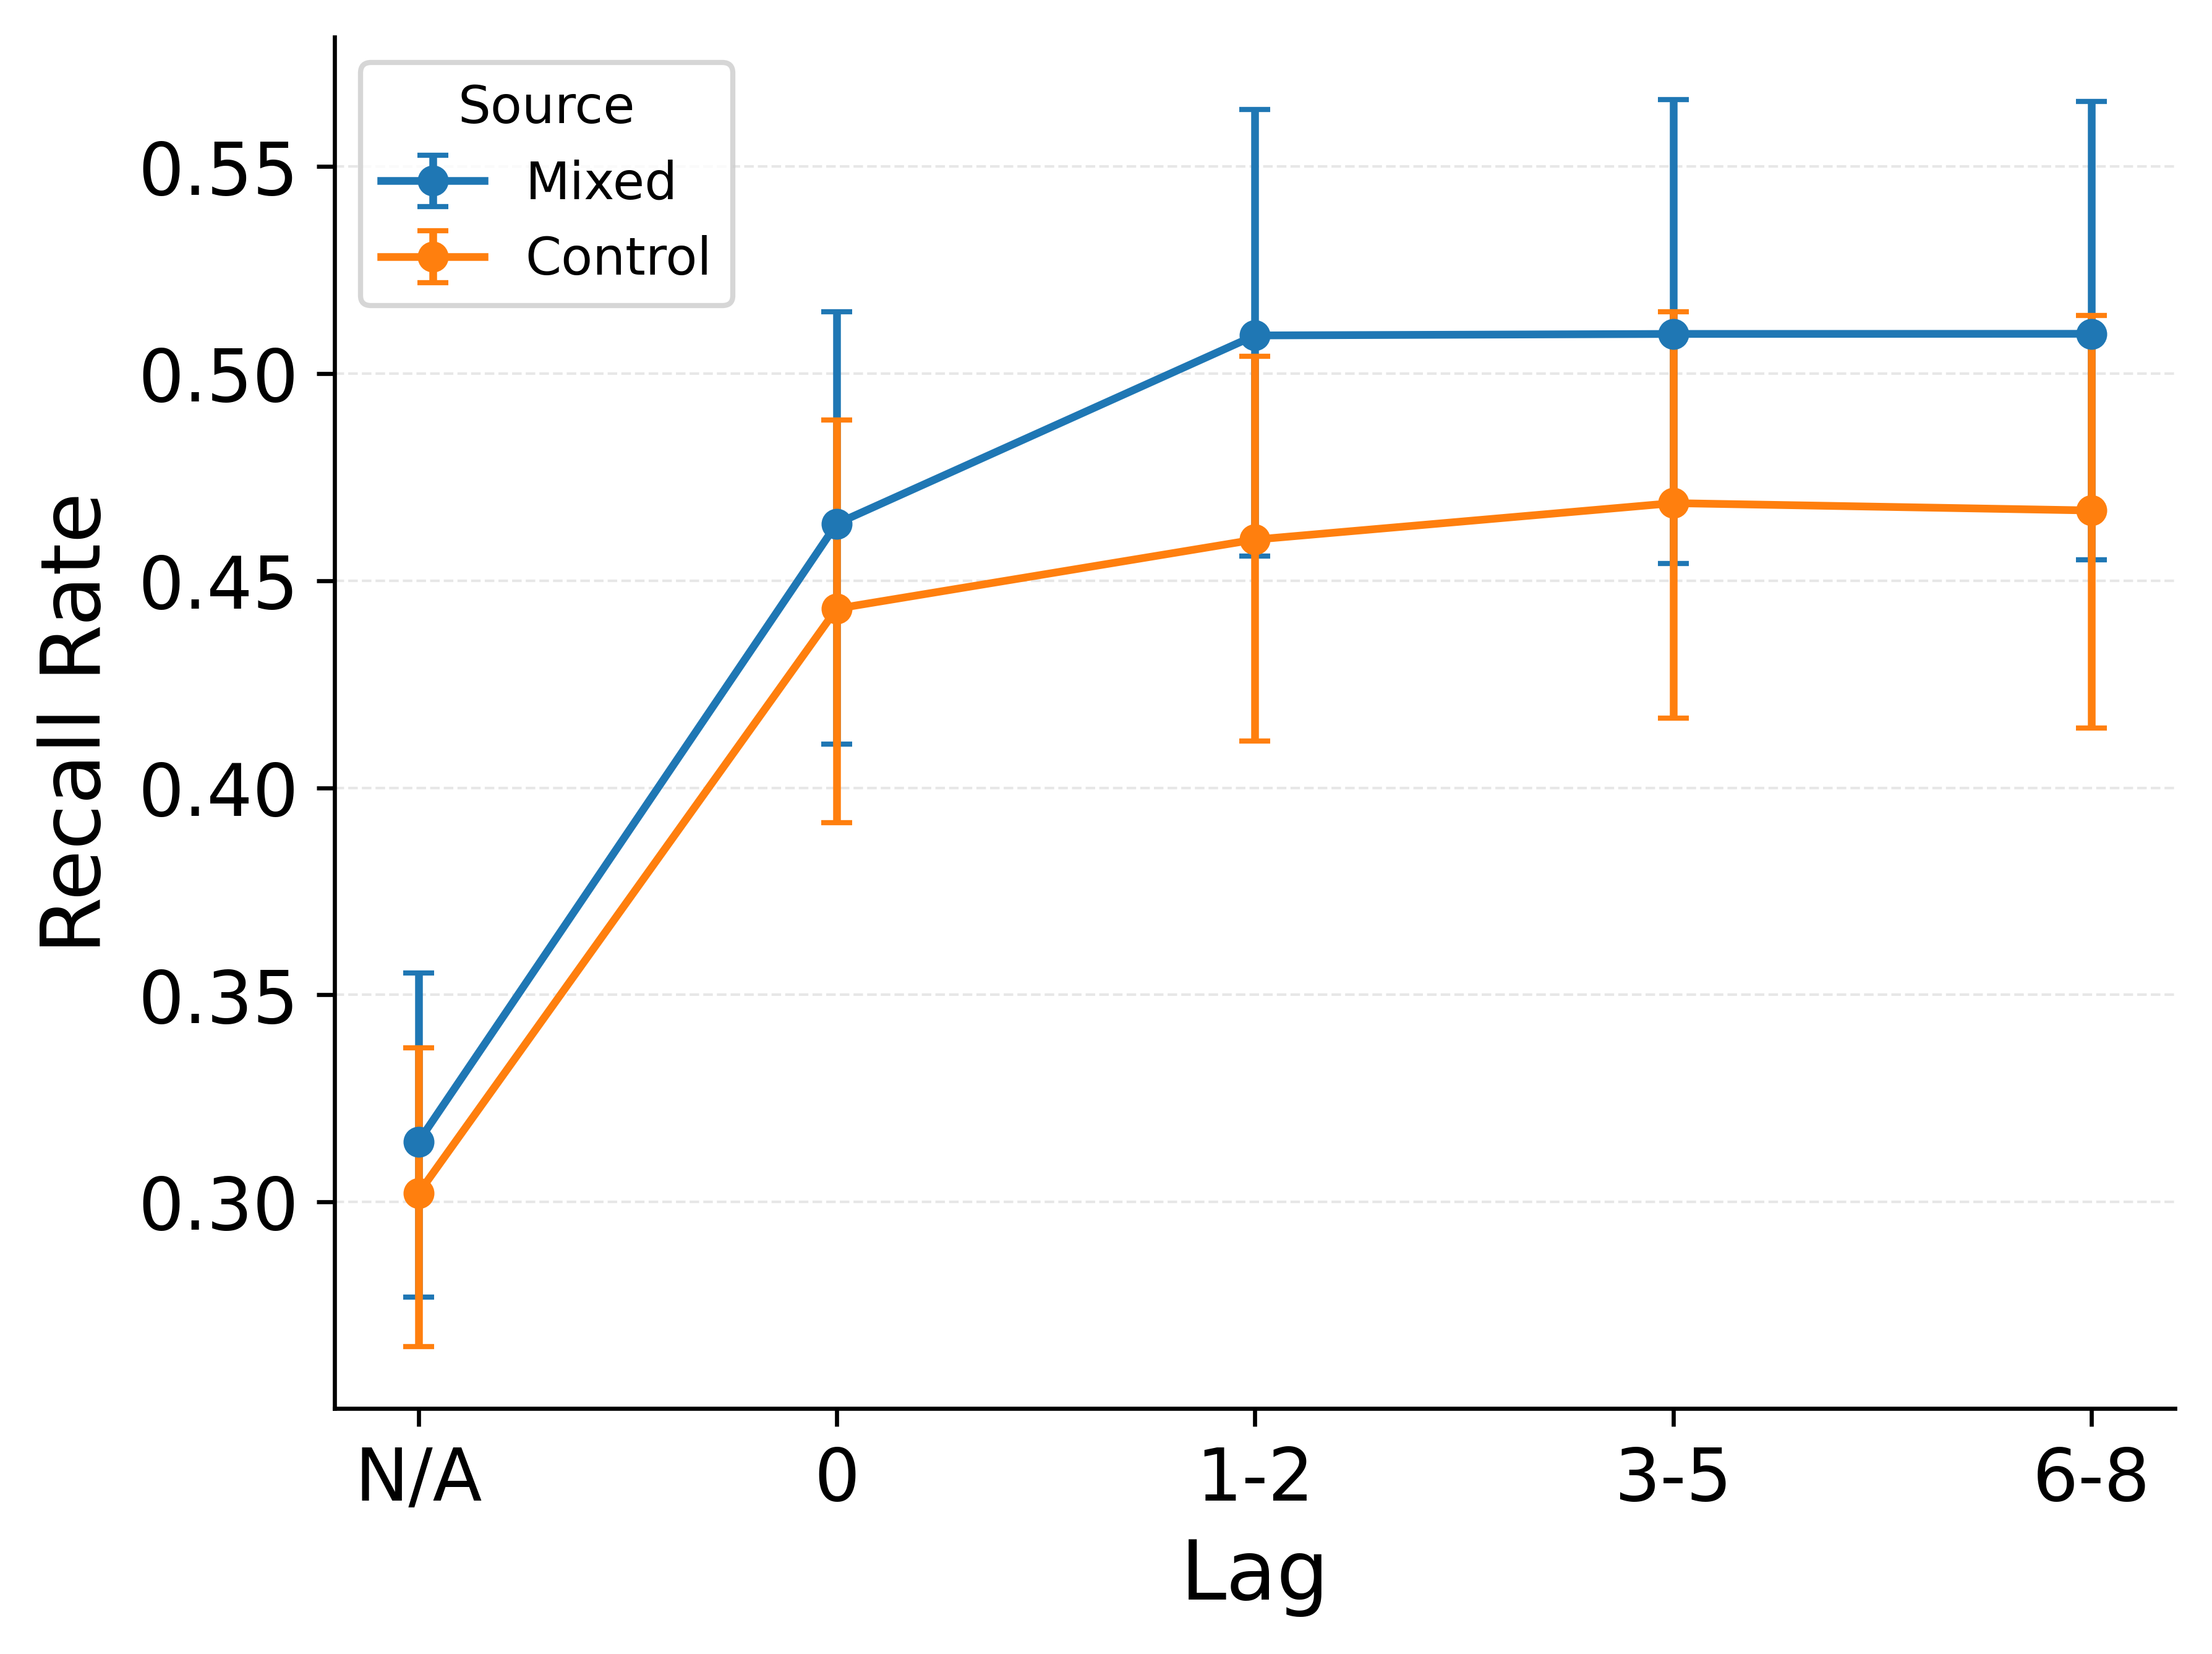 Source
Mixed
Control
0.55
0.50
0.45
0.40
0.35
0.30
Recall Rate
N/A 0 1-2 3-5 6-8
Lag